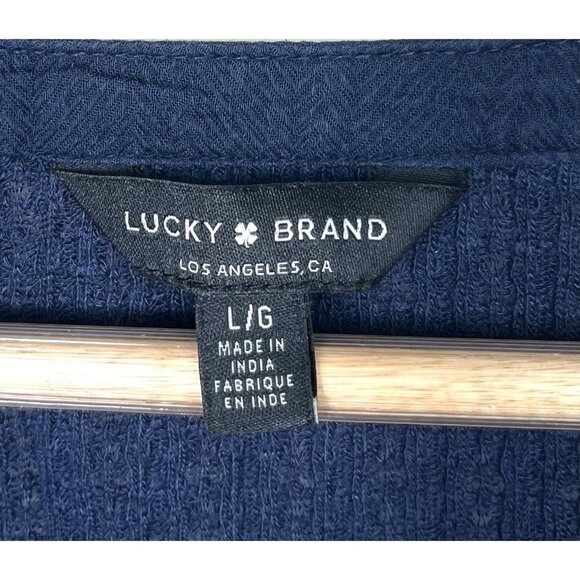 LUCKY BRAND
LOS ANGELES, CA
L/G
MADE IN
INDIA
FABRIQUE
EN INDE